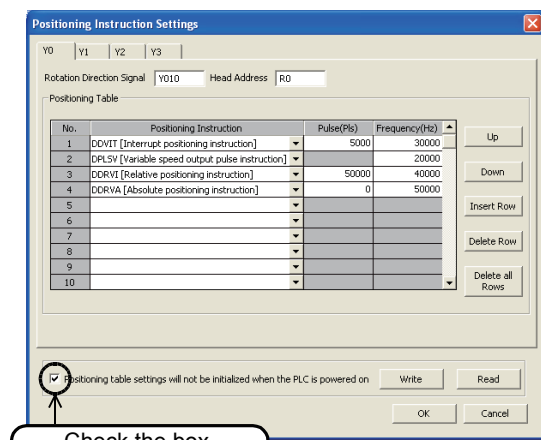 Positioning Instruction Settings
Y0 Y1 Y2 Y3
Rotation Direction Signal Y010 Head Address R0
Positioning Table
No. Positioning Instruction Pulse(Pls) Frequency(Hz)
1 DDVIT [Interrupt positioning instruction] 5000 30000
2 DPLSV [Variable speed output pulse instruction] 20000
3 DDRVI [Relative positioning instruction] 50000 40000
4 DDRVA [Absolute positioning instruction] 0 50000
5
6
7
8
9
10
Up
Down
Insert Row
Delete Row
Delete all
Rows
Positioning table settings will not be initialized when the PLC is powered on Write Read
OK Cancel
Check the box